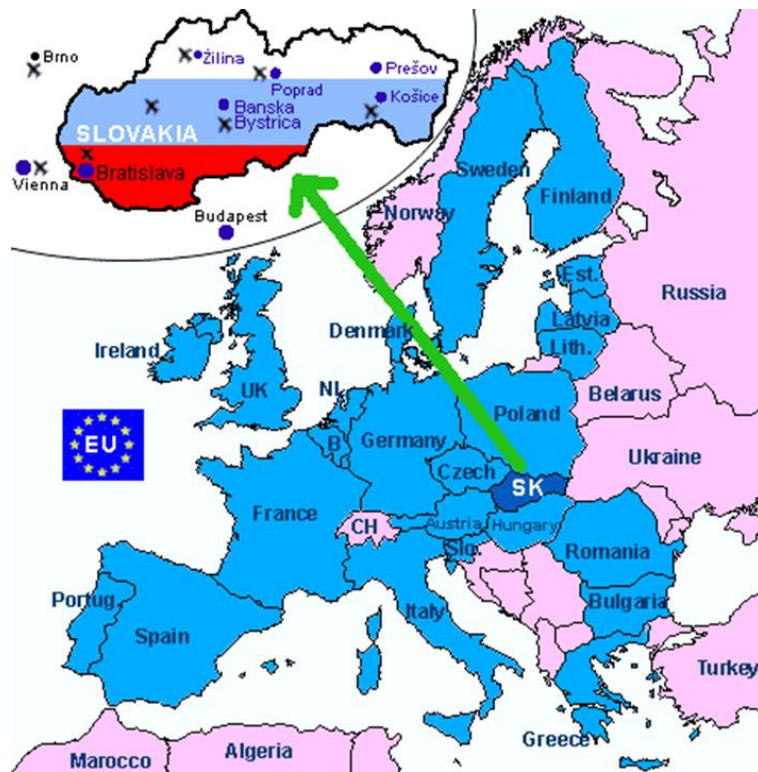 Brno
Žilina
Poprad
Prešov
Košice
Banska
Bystrica
SLOVAKIA
Vienna
Bratislava
Budapest
Sweden
Finland
Norway
Russia
Est.
Latvia
Lith.
Denmark
Ireland
UK
NL
Belarus
Poland
EU
B
Germany
Czech
Ukraine
SK
France
CH
Austria
Hungary
Slo.
Romania
Portug
Spain
Italy
Bulgaria
Turkey
Greece
Marocco
Algeria